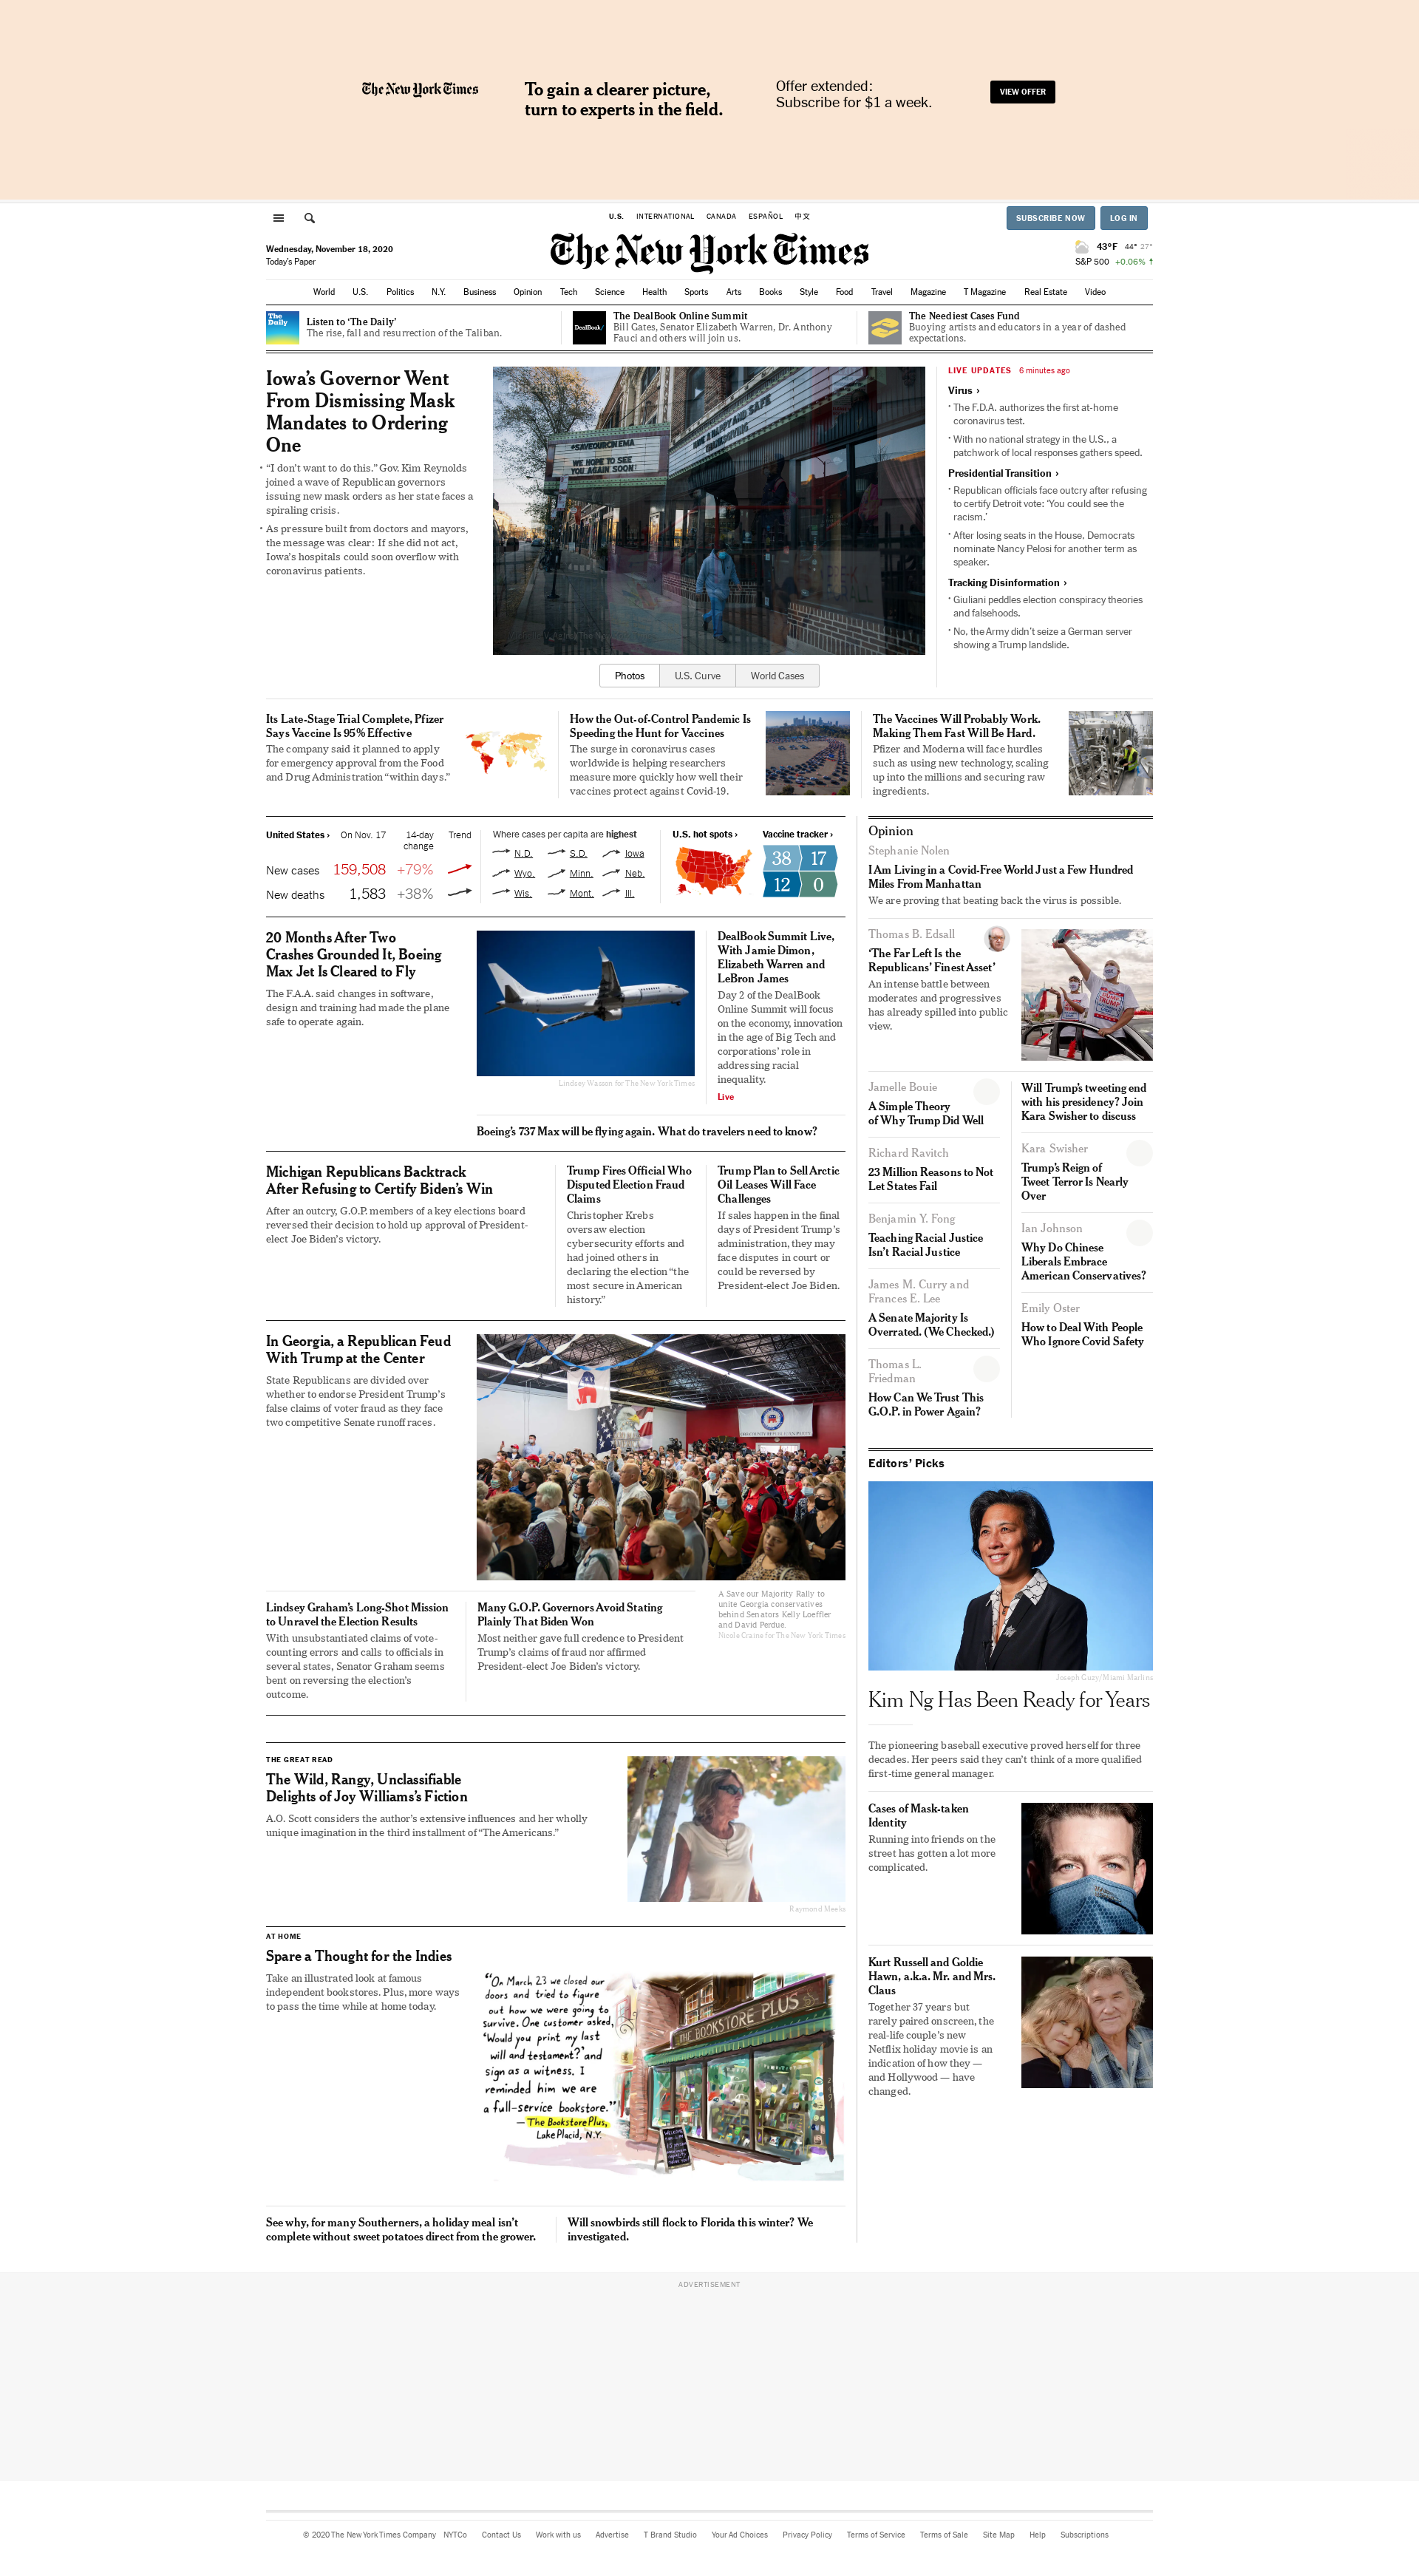 The New York Times
To gain a clearer picture,
turn to experts in the field.
Offer extended:
Subscribe for $1 a week.
VIEW OFFER
U.S. INTERNATIONAL CANADA ESPAÑOL 中文
SUBSCRIBE NOW LOG IN
Wednesday, November 18, 2020
Today's Paper
The New York Times
43°F 44° 27°
S&P 500 +0.06% ↑
World U.S. Politics N.Y. Business Opinion Tech Science Health Sports Arts Books Style Food Travel Magazine T Magazine Real Estate Video
The
Daily
Listen to ‘The Daily’
The rise, fall and resurrection of the Taliban.
DealBook/
The DealBook Online Summit
Bill Gates, Senator Elizabeth Warren, Dr. Anthony
Fauci and others will join us.
The Neediest Cases Fund
Buoying artists and educators in a year of dashed
expectations.
Iowa’s Governor Went
From Dismissing Mask
Mandates to Ordering
One
• “I don’t want to do this.” Gov. Kim Reynolds
joined a wave of Republican governors
issuing new mask orders as her state faces a
spiraling crisis.
• As pressure built from doctors and mayors,
the message was clear: If she did not act,
Iowa’s hospitals could soon overflow with
coronavirus patients.
#SAVEOURCINEMA
WE HOPE TO SEE
YOU AGAIN SOON!
HAPPY AND SAFE
Photos U.S. Curve World Cases
LIVE UPDATES 6 minutes ago
Virus ›
• The F.D.A. authorizes the first at-home
coronavirus test.
• With no national strategy in the U.S., a
patchwork of local responses gathers speed.
Presidential Transition ›
• Republican officials face outcry after refusing
to certify Detroit vote: ‘You could see the
racism.’
• After losing seats in the House, Democrats
nominate Nancy Pelosi for another term as
speaker.
Tracking Disinformation ›
• Giuliani peddles election conspiracy theories
and falsehoods.
• No, the Army didn’t seize a German server
showing a Trump landslide.
Its Late-Stage Trial Complete, Pfizer
Says Vaccine Is 95% Effective
The company said it planned to apply
for emergency approval from the Food
and Drug Administration “within days.”
How the Out-of-Control Pandemic Is
Speeding the Hunt for Vaccines
The surge in coronavirus cases
worldwide is helping researchers
measure more quickly how well their
vaccines protect against Covid-19.
The Vaccines Will Probably Work.
Making Them Fast Will Be Hard.
Pfizer and Moderna will face hurdles
such as using new technology, scaling
up into the millions and securing raw
ingredients.
United States › On Nov. 17 14-day
change Trend
New cases 159,508 +79%
New deaths 1,583 +38%
Where cases per capita are highest
N.D. S.D. Iowa
Wyo. Minn. Neb.
Wis. Mont. Ill.
U.S. hot spots ›
Vaccine tracker ›
38 17
12 0
20 Months After Two
Crashes Grounded It, Boeing
Max Jet Is Cleared to Fly
The F.A.A. said changes in software,
design and training had made the plane
safe to operate again.
Lindsey Wasson for The New York Times
DealBook Summit Live,
With Jamie Dimon,
Elizabeth Warren and
LeBron James
Day 2 of the DealBook
Online Summit will focus
on the economy, innovation
in the age of Big Tech and
corporations’ role in
addressing racial
inequality.
Live
Boeing’s 737 Max will be flying again. What do travelers need to know?
Michigan Republicans Backtrack
After Refusing to Certify Biden’s Win
After an outcry, G.O.P. members of a key elections board
reversed their decision to hold up approval of President-
elect Joe Biden’s victory.
Trump Fires Official Who
Disputed Election Fraud
Claims
Christopher Krebs
oversaw election
cybersecurity efforts and
had joined others in
declaring the election “the
most secure in American
history.”
Trump Plan to Sell Arctic
Oil Leases Will Face
Challenges
If sales happen in the final
days of President Trump’s
administration, they may
face disputes in court or
could be reversed by
President-elect Joe Biden.
In Georgia, a Republican Feud
With Trump at the Center
State Republicans are divided over
whether to endorse President Trump’s
false claims of voter fraud as they face
two competitive Senate runoff races.
A Save our Majority Rally to
unite Georgia conservatives
behind Senators Kelly Loeffler
and David Perdue.
Nicole Craine for The New York Times
Lindsey Graham’s Long-Shot Mission
to Unravel the Election Results
With unsubstantiated claims of vote-
counting errors and calls to officials in
several states, Senator Graham seems
bent on reversing the election’s
outcome.
Many G.O.P. Governors Avoid Stating
Plainly That Biden Won
Most neither gave full credence to President
Trump’s claims of fraud nor affirmed
President-elect Joe Biden’s victory.
THE GREAT READ
The Wild, Rangy, Unclassifiable
Delights of Joy Williams’s Fiction
A.O. Scott considers the author’s extensive influences and her wholly
unique imagination in the third installment of “The Americans.”
Raymond Meeks
AT HOME
Spare a Thought for the Indies
Take an illustrated look at famous
independent bookstores. Plus, more ways
to pass the time while at home today.
“On March 23 we closed our
doors and tried to figure
out how we were going to
survive. One customer asked,
‘Would you print my last
will and testament?’ and
sign as a witness. I
reminded him we are
a full-service bookstore.”
— The Bookstore Plus,
Lake Placid, N.Y.
THE BOOKSTORE PLUS
See why, for many Southerners, a holiday meal isn’t
complete without sweet potatoes direct from the grower.
Will snowbirds still flock to Florida this winter? We
investigated.
Opinion
Stephanie Nolen
I Am Living in a Covid-Free World Just a Few Hundred
Miles From Manhattan
We are proving that beating back the virus is possible.
Thomas B. Edsall
‘The Far Left Is the
Republicans’ Finest Asset’
An intense battle between
moderates and progressives
has already spilled into public
view.
Jamelle Bouie
A Simple Theory
of Why Trump Did Well
Richard Ravitch
23 Million Reasons to Not
Let States Fail
Benjamin Y. Fong
Teaching Racial Justice
Isn’t Racial Justice
James M. Curry and
Frances E. Lee
A Senate Majority Is
Overrated. (We Checked.)
Thomas L.
Friedman
How Can We Trust This
G.O.P. in Power Again?
Will Trump’s tweeting end
with his presidency? Join
Kara Swisher to discuss
Kara Swisher
Trump’s Reign of
Tweet Terror Is Nearly
Over
Ian Johnson
Why Do Chinese
Liberals Embrace
American Conservatives?
Emily Oster
How to Deal With People
Who Ignore Covid Safety
Editors’ Picks
Joseph Guzy/Miami Marlins
Kim Ng Has Been Ready for Years
The pioneering baseball executive proved herself for three
decades. Her peers said they can’t think of a more qualified
first-time general manager.
Cases of Mask-taken
Identity
Running into friends on the
street has gotten a lot more
complicated.
Kurt Russell and Goldie
Hawn, a.k.a. Mr. and Mrs.
Claus
Together 37 years but
rarely paired onscreen, the
real-life couple’s new
Netflix holiday movie is an
indication of how they —
and Hollywood — have
changed.
ADVERTISEMENT
© 2020 The New York Times Company NYTCo Contact Us Work with us Advertise T Brand Studio Your Ad Choices Privacy Policy Terms of Service Terms of Sale Site Map Help Subscriptions